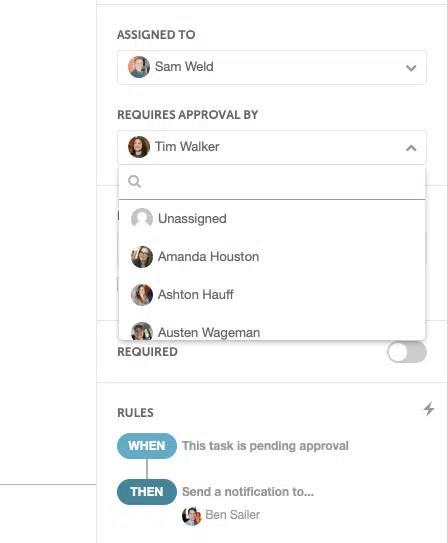 ASSIGNED TO
Sam Weld
REQUIRES APPROVAL BY
Tim Walker
Unassigned
Amanda Houston
Ashton Hauff
Austen Wageman
REQUIRED
RULES
WHEN This task is pending approval
THEN Send a notification to...
Ben Sailer